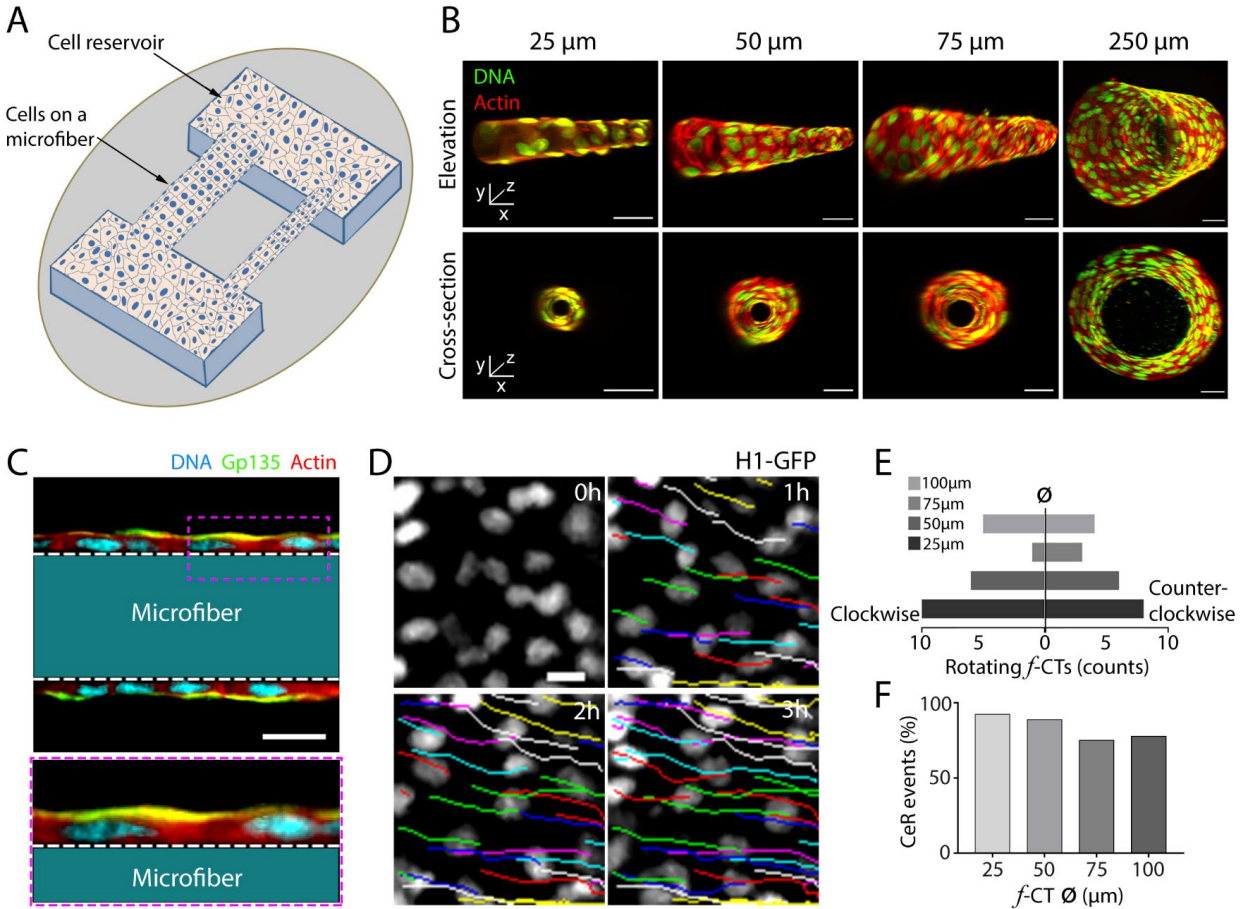 A
Cell reservoir
Cells on a
microfiber
B
25 µm
50 µm
75 µm
250 µm
DNA
Actin
Elevation
y
z
x
Cross-section
y
z
x
C
DNA Gp135 Actin
Microfiber
Microfiber
D
H1-GFP
0h
1h
2h
3h
E
100µm
75µm
50µm
25µm
Ø
Clockwise
Counter-
clockwise
10 5 0 5 10
Rotating f-CTs (counts)
F
CeR events (%)
100
50
0
25 50 75 100
f-CT Ø (µm)